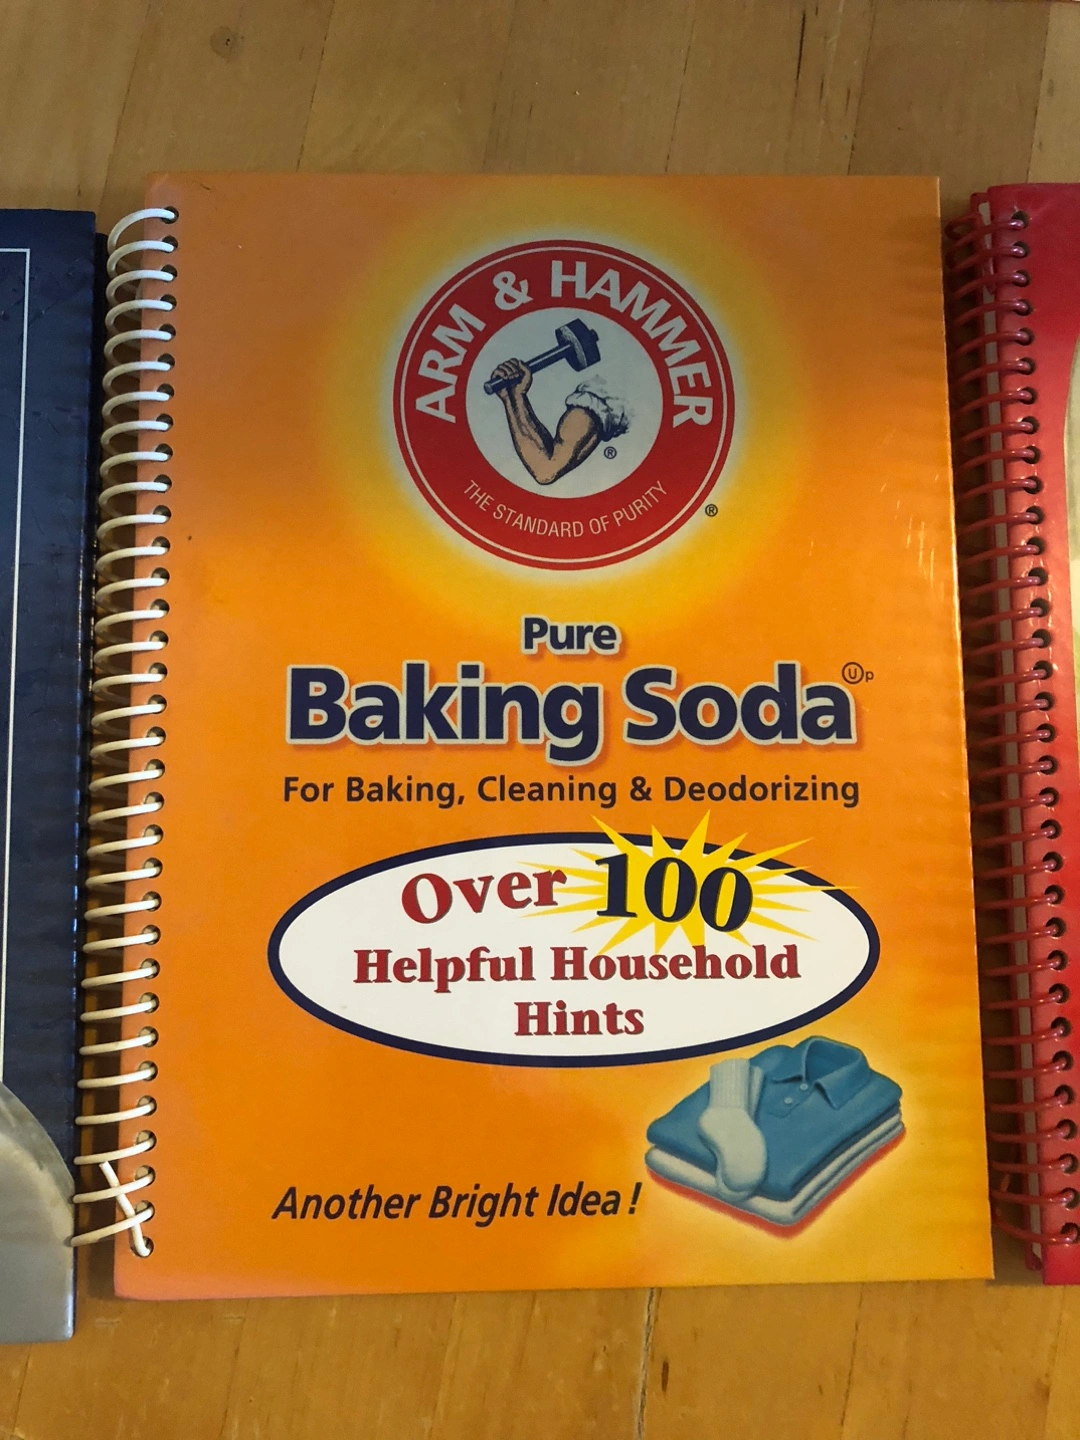 ARM & HAMMER
®
THE STANDARD OF PURITY
®
Pure
Baking Soda Ⓤp
For Baking, Cleaning & Deodorizing
Over 100
Helpful Household
Hints
Another Bright Idea!